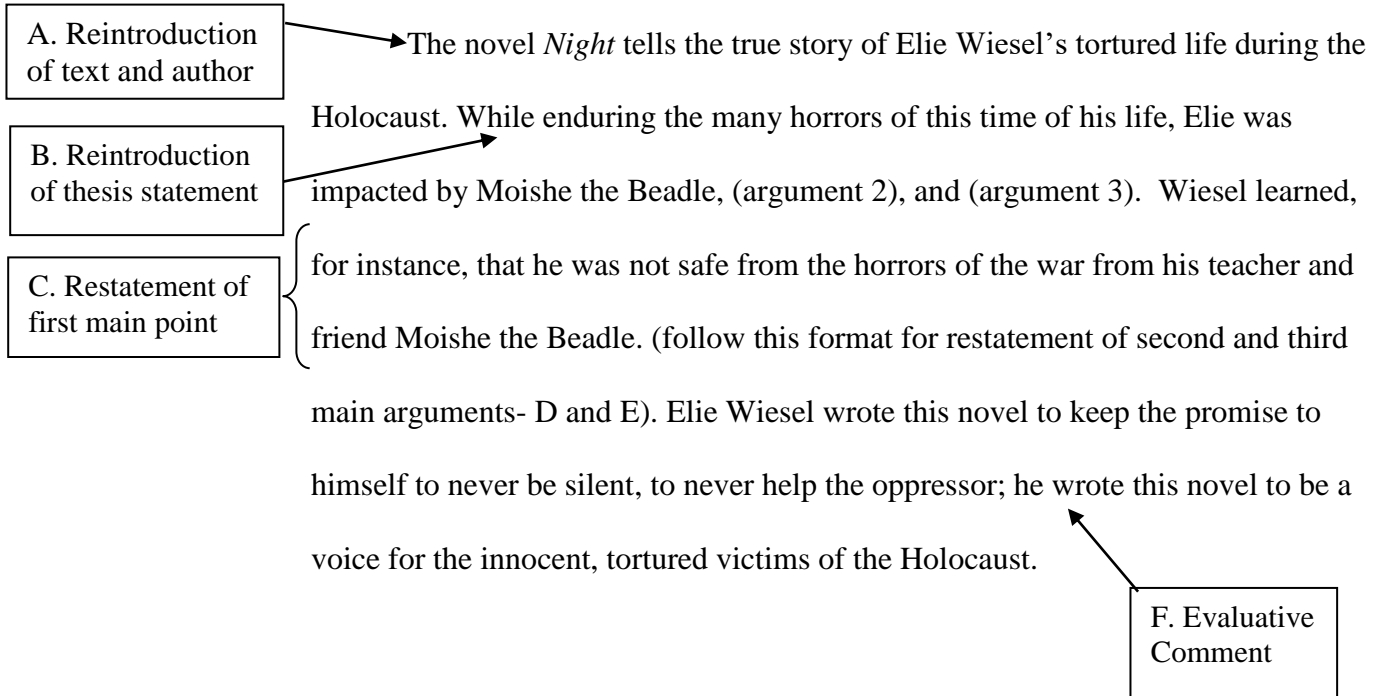 A. Reintroduction
of text and author
The novel Night tells the true story of Elie Wiesel’s tortured life during the
Holocaust. While enduring the many horrors of this time of his life, Elie was
B. Reintroduction
of thesis statement
impacted by Moishe the Beadle, (argument 2), and (argument 3).  Wiesel learned,
for instance, that he was not safe from the horrors of the war from his teacher and
C. Restatement of
first main point
friend Moishe the Beadle. (follow this format for restatement of second and third
main arguments- D and E). Elie Wiesel wrote this novel to keep the promise to
himself to never be silent, to never help the oppressor; he wrote this novel to be a
voice for the innocent, tortured victims of the Holocaust.
F. Evaluative
Comment